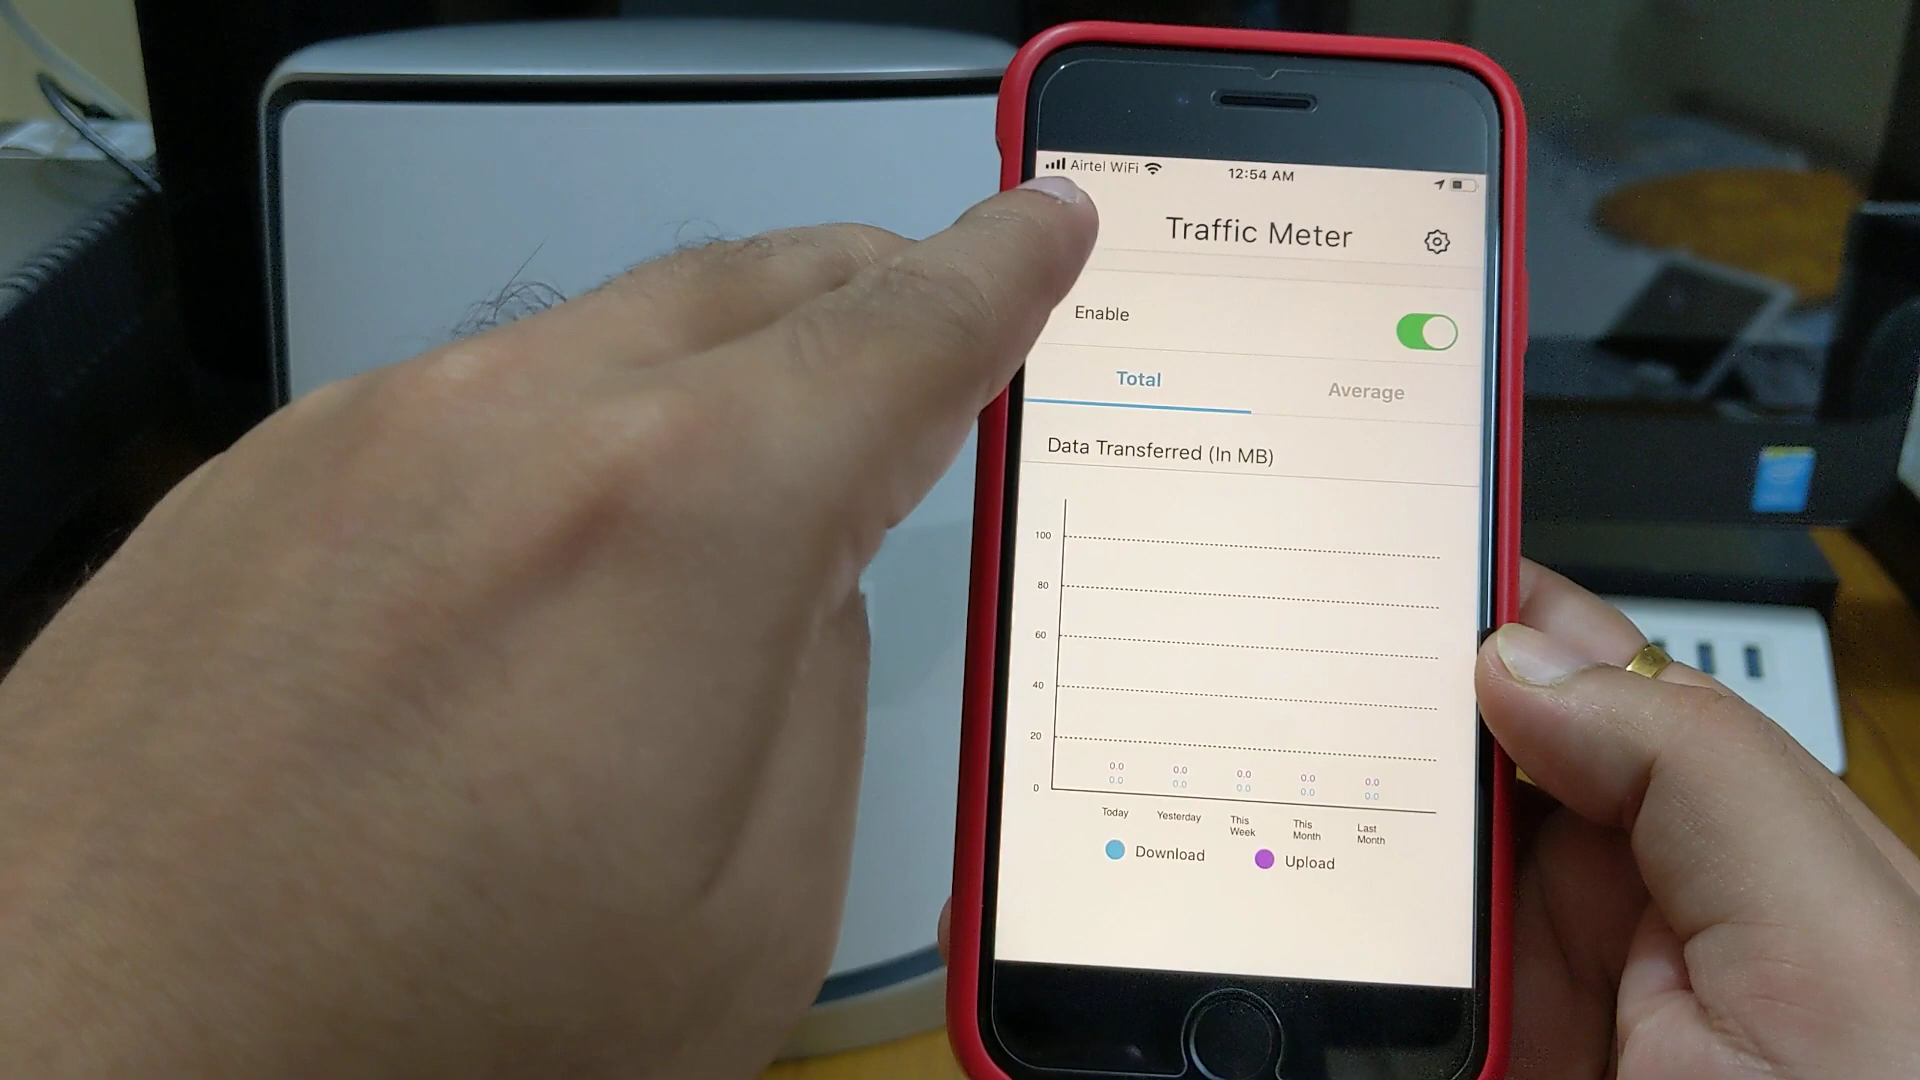 Airtel WiFi 12:54 AM
Traffic Meter
Enable
Total Average
Data Transferred (In MB)
100
80
60
40
20
0
0.0 0.0 0.0 0.0 0.0
0.0 0.0 0.0 0.0 0.0
Today Yesterday This Week This Month Last Month
Download Upload